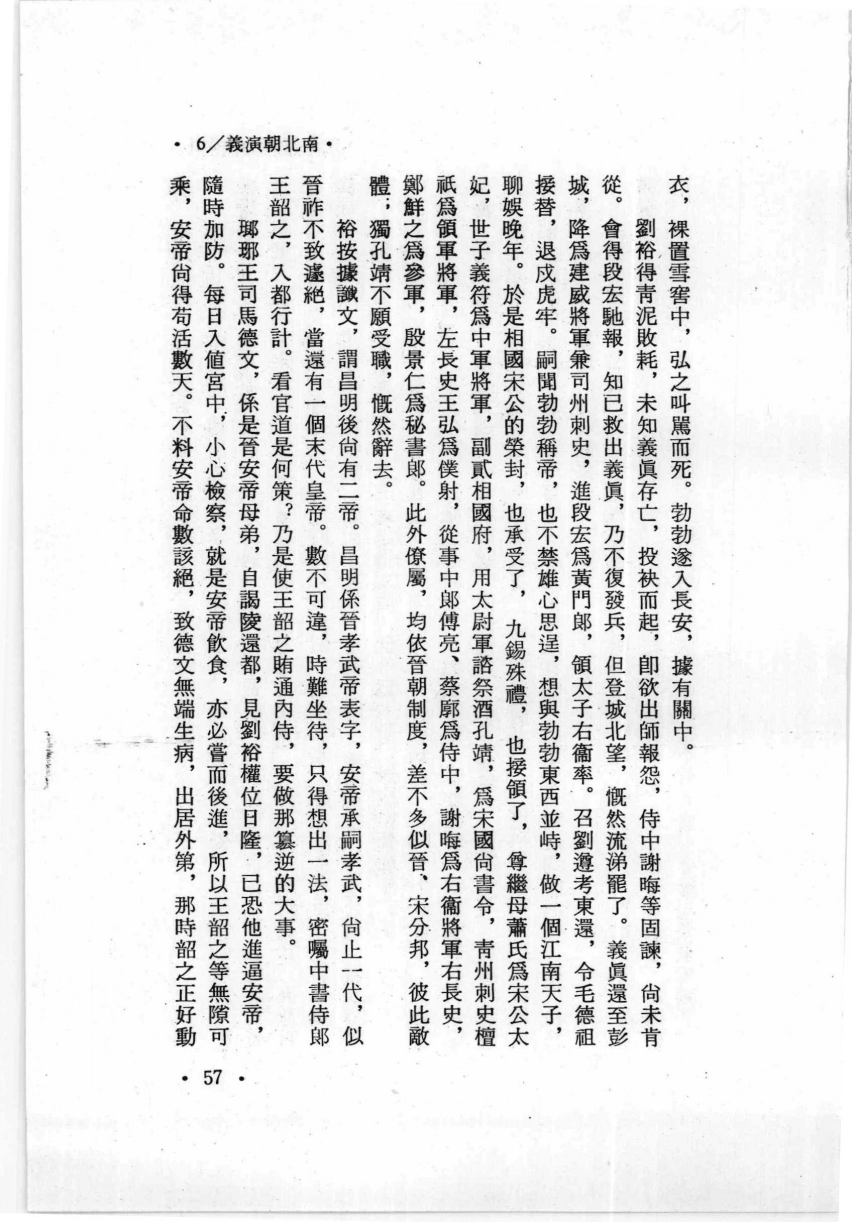 • 6／義演朝北南 •
衣，裸置雪窖中，弘之叫罵而死。勃勃遂入長安，據有關中。
劉裕得青泥敗耗，未知義眞存亡，投袂而起，卽欲出師報怨，侍中謝晦等固諫，尙未肯
從。會得段宏馳報，知已救出義眞，乃不復發兵，但登城北望，慨然流涕罷了。義眞還至彭
城，降爲建威將軍兼司州刺史，進段宏爲黃門郞，領太子右衞率。召劉遵考東還，令毛德祖
接替，退戍虎牢。嗣聞勃勃稱帝，也不禁雄心思逞，想與勃勃東西並峙，做一個江南天子，
聊娛晚年。於是相國宋公的榮封，也承受了，九錫殊禮，也接領了，尊繼母蕭氏爲宋公太
妃，世子義符爲中軍將軍，副貳相國府，用太尉軍諮祭酒孔靖，爲宋國尙書令，靑州刺史檀
祇爲領軍將軍，左長史王弘爲僕射，從事中郞傅亮、蔡廓爲侍中，謝晦爲右衞將軍右長史，
鄭鮮之爲參軍，殷景仁爲秘書郞。此外僚屬，均依晉朝制度，差不多似晉、宋分邦，彼此敵
體；獨孔靖不願受職，慨然辭去。
裕按據讖文，謂昌明後尙有二帝。昌明係晉孝武帝表字，安帝承嗣孝武，尙止一代，似
晉祚不致遽絕，當還有一個末代皇帝。數不可違，時難坐待，只得想出一法，密囑中書侍郞
王韶之，入都行計。看官道是何策？乃是使王韶之賄通內侍，要做那篡逆的大事。
瑯琊王司馬德文，係是晉安帝母弟，自謁陵還都，見劉裕權位日隆，已恐他進逼安帝，
隨時加防。每日入值宮中，小心檢察，就是安帝飮食，亦必嘗而後進，所以王韶之等無隙可
乘，安帝尙得苟活數天。不料安帝命數該絕，致德文無端生病，出居外第，那時韶之正好動
• 57 •